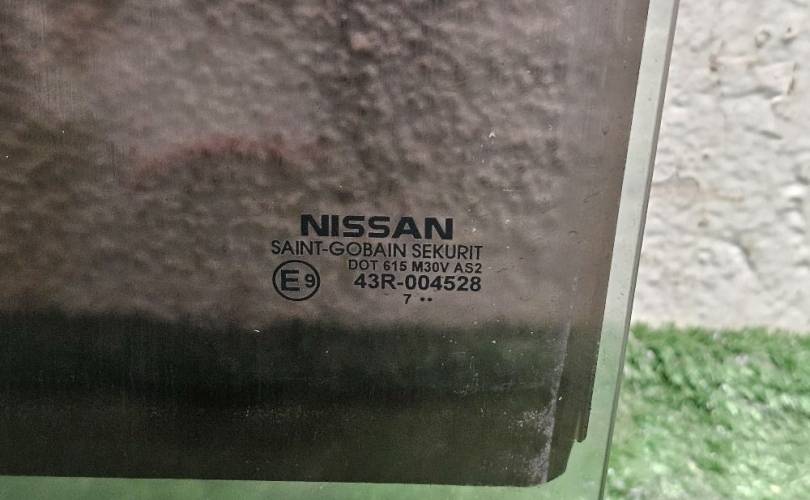 NISSAN
SAINT-GOBAIN SEKURIT
DOT 615 M30V AS2
E9
43R-004528
7 ••